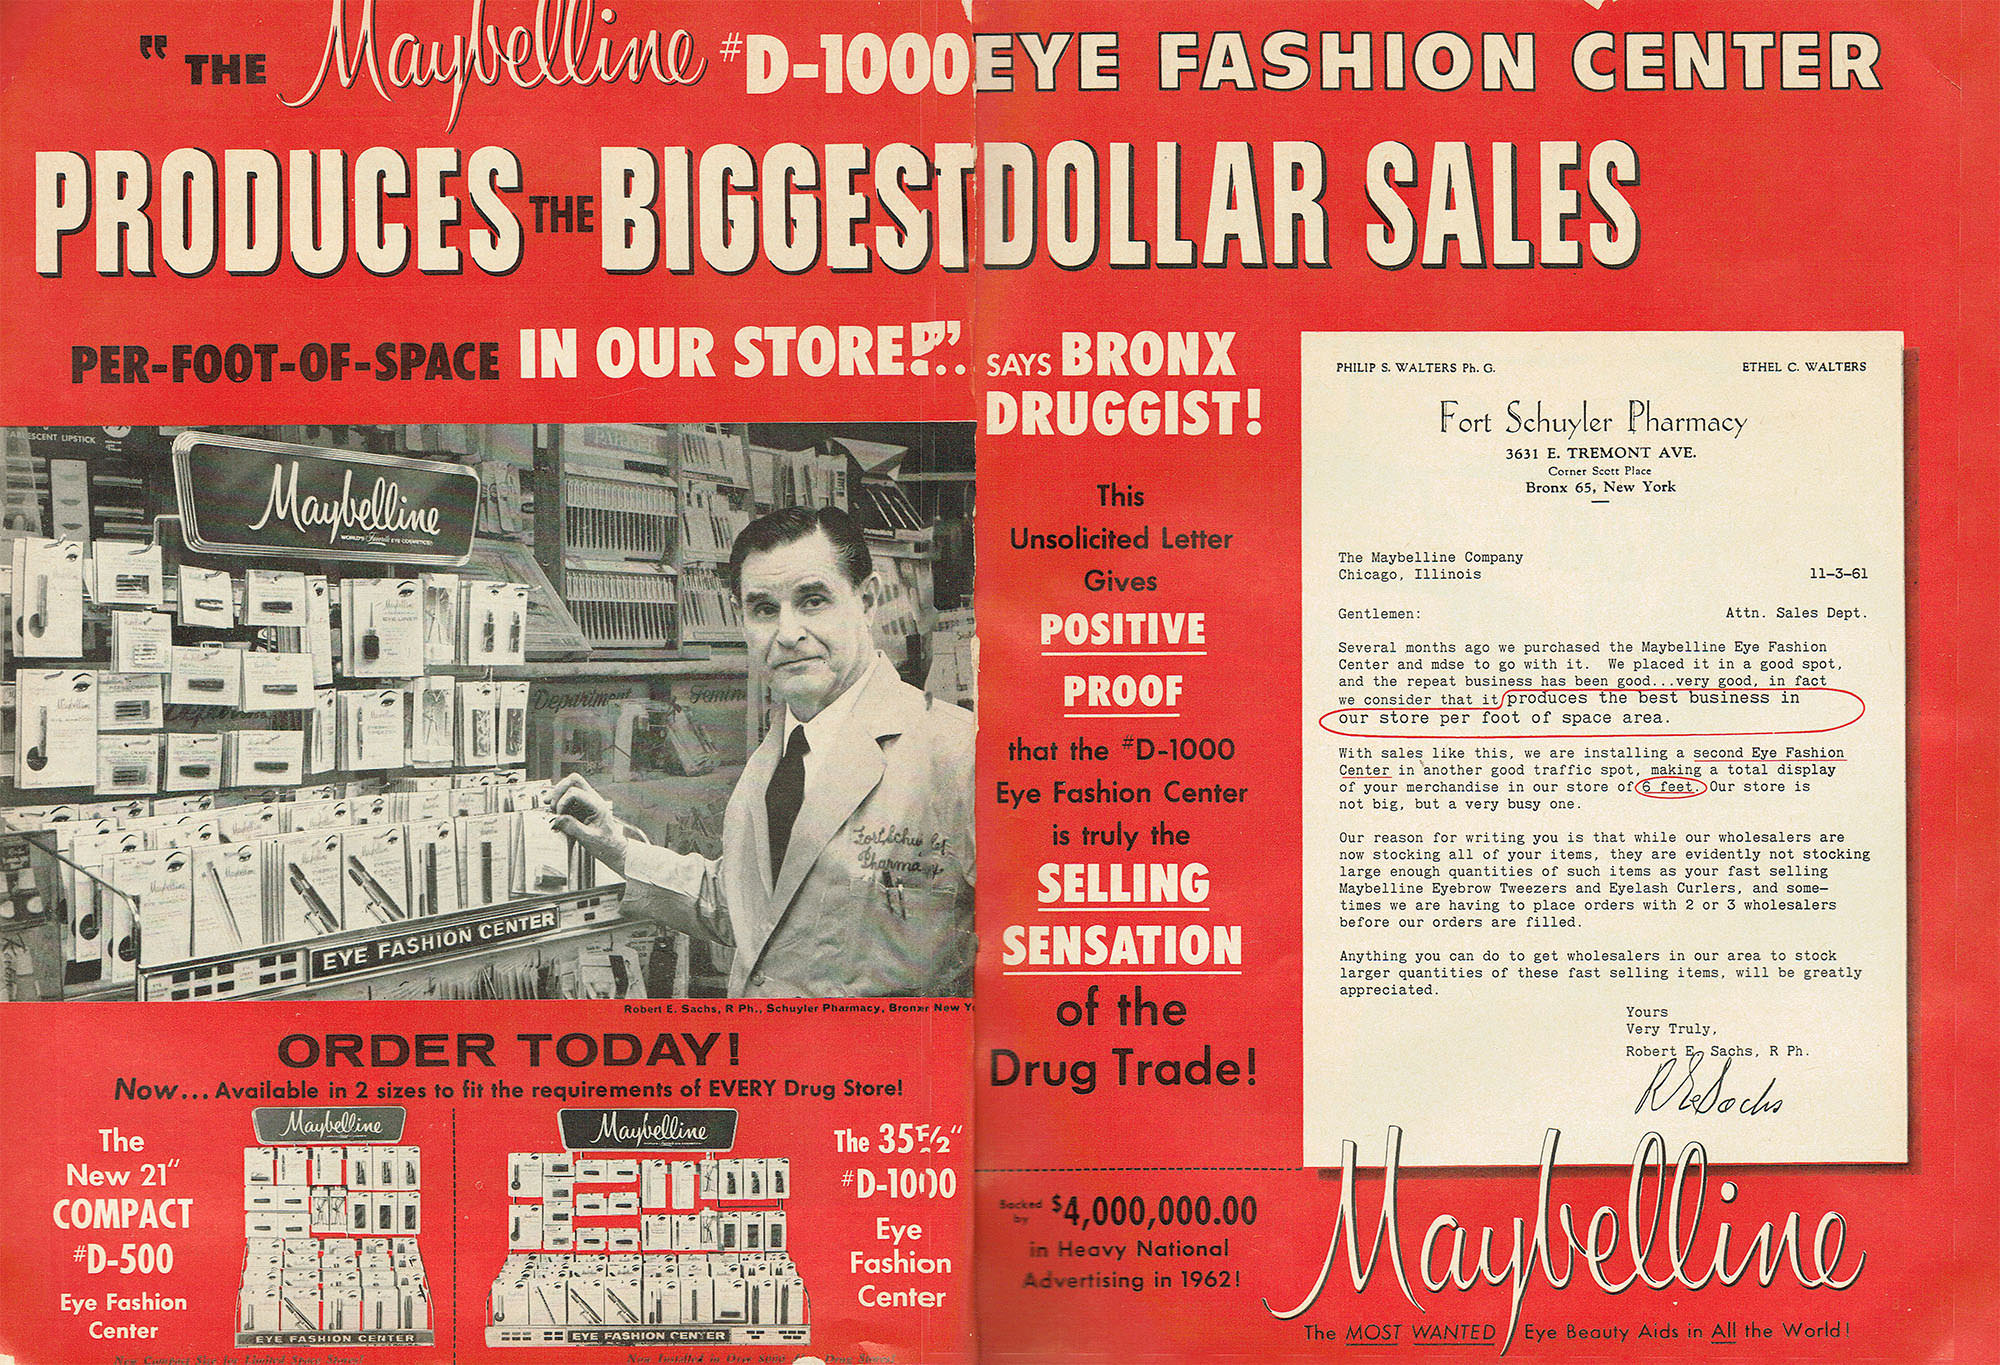 " THE Maybelline #D-1000 EYE FASHION CENTER
PRODUCES THE BIGGEST DOLLAR SALES
PER-FOOT-OF-SPACE IN OUR STORE!"..
SAYS BRONX
DRUGGIST!
This
Unsolicited Letter
Gives
POSITIVE
PROOF
that the #D-1000
Eye Fashion Center
is truly the
SELLING
SENSATION
of the
Drug Trade!
PHILIP S. WALTERS Ph. G.
ETHEL C. WALTERS
Fort Schuyler Pharmacy
3631 E. TREMONT AVE.
Corner Scott Place
Bronx 65, New York
The Maybelline Company
Chicago, Illinois 11-3-61
Gentlemen: Attn. Sales Dept.
Several months ago we purchased the Maybelline Eye Fashion
Center and mdse to go with it. We placed it in a good spot,
and the repeat business has been good...very good, in fact
we consider that it produces the best business in
our store per foot of space area.
With sales like this, we are installing a second Eye Fashion
Center in another good traffic spot, making a total display
of your merchandise in our store of 6 feet. Our store is
not big, but a very busy one.
Our reason for writing you is that while our wholesalers are
now stocking all of your items, they are evidently not stocking
large enough quantities of such items as your fast selling
Maybelline Eyebrow Tweezers and Eyelash Curlers, and some-
times we are having to place orders with 2 or 3 wholesalers
before our orders are filled.
Anything you can do to get wholesalers in our area to stock
larger quantities of these fast selling items, will be greatly
appreciated.
Yours
Very Truly,
Robert E. Sachs, R Ph.
R E Sachs
ESCENT LIPSTICK
Maybelline
WORLD'S Favorite EYE COSMETICS
PARKER
EYE LINER
Department
Feminine
Fort Schuyler
Pharmacy
EYE FASHION CENTER
Robert E. Sachs, R Ph., Schuyler Pharmacy, Bronx, New Y
ORDER TODAY!
Now... Available in 2 sizes to fit the requirements of EVERY Drug Store!
The
New 21"
COMPACT
#D-500
Eye Fashion
Center
Maybelline
EYE FASHION CENTER
Maybelline
EYE FASHION CENTER
The 35 1/2"
#D-1000
Eye
Fashion
Center
Backed
by $4,000,000.00
in Heavy National
Advertising in 1962!
Maybelline
The MOST WANTED Eye Beauty Aids in All the World!